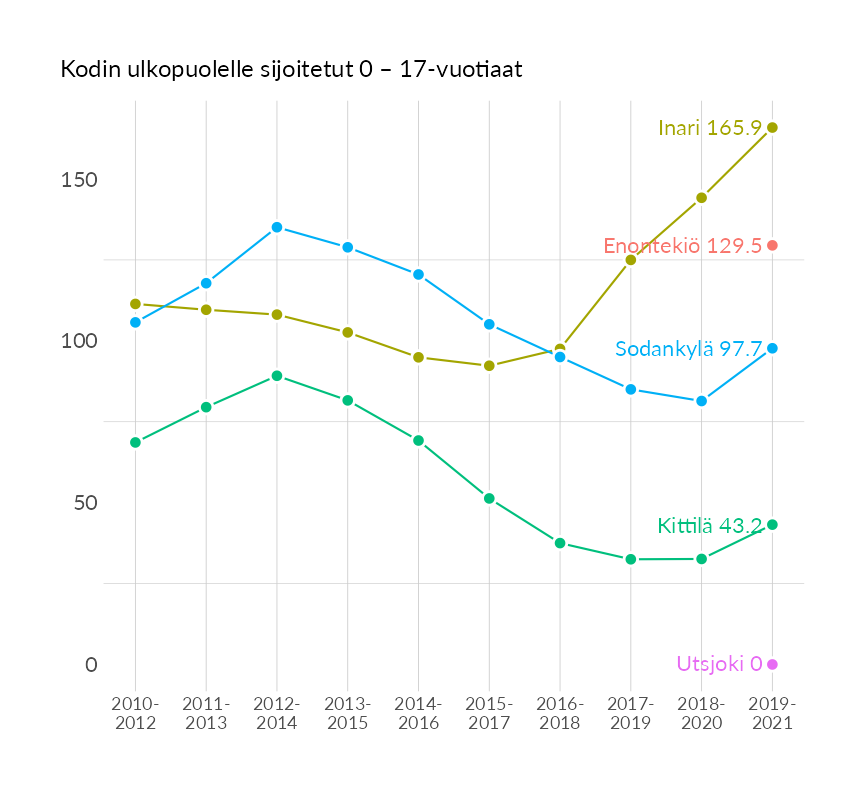 Kodin ulkopuolelle sijoitetut 0 – 17-vuotiaat
Inari 165.9
150
Enontekiö 129.5
100
Sodankylä 97.7
50
Kittilä 43.2
0
Utsjoki 0
2010- 2011- 2012- 2013- 2014- 2015- 2016- 2017- 2018- 2019-
2012 2013 2014 2015 2016 2017 2018 2019 2020 2021